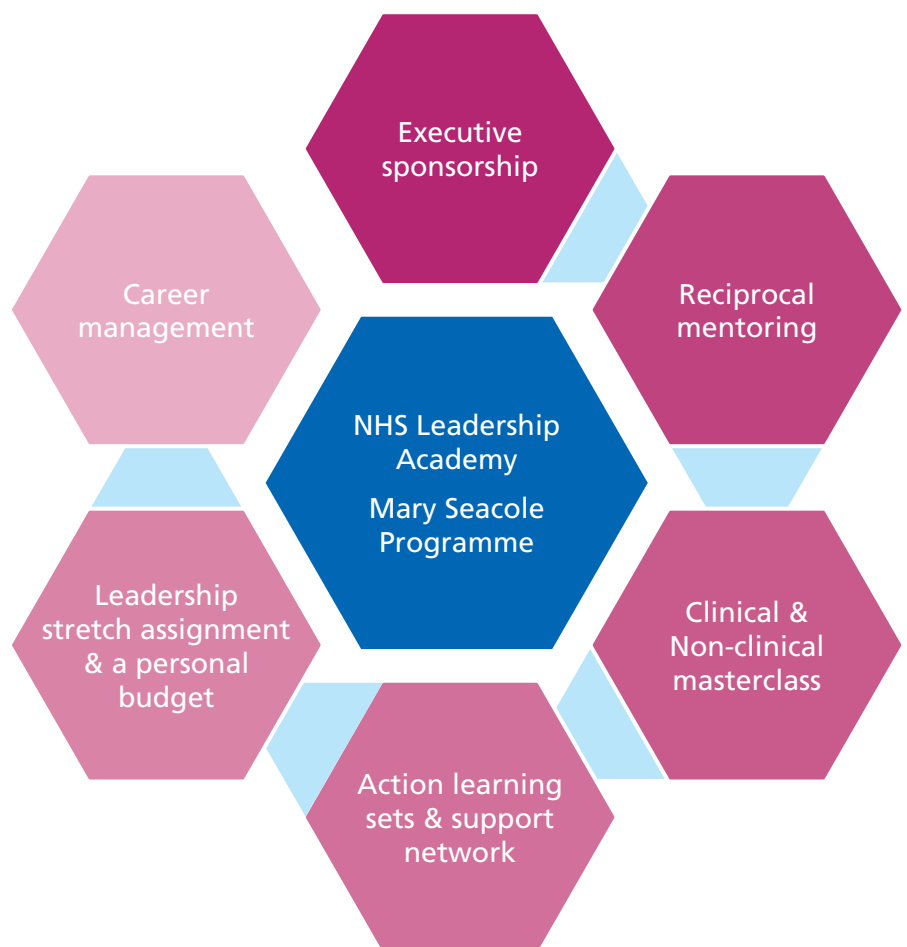 Executive
sponsorship
Reciprocal
mentoring
Clinical &
Non-clinical
masterclass
Action learning
sets & support
network
Leadership
stretch assignment
& a personal
budget
Career
management
NHS Leadership
Academy
Mary Seacole
Programme